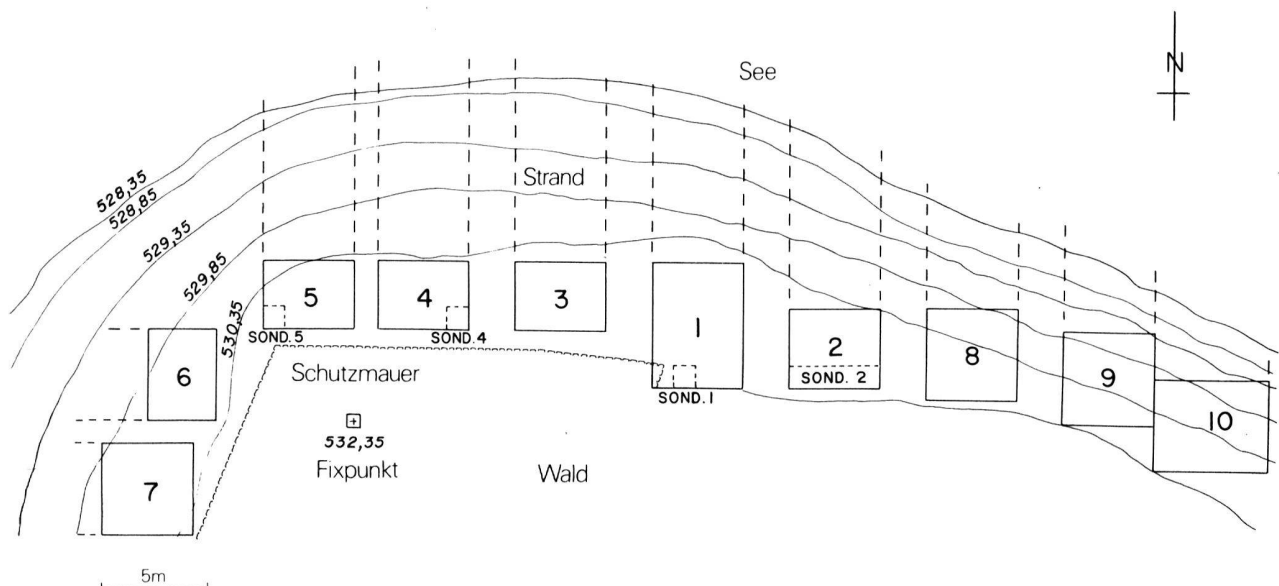 See
N
Strand
528,35
528,85
529,35
529,85
530,35
5
4
3
1
2
8
9
10
6
7
SOND. 5
SOND. 4
SOND. 1
SOND. 2
Schutzmauer
532,35
Fixpunkt
Wald
5m